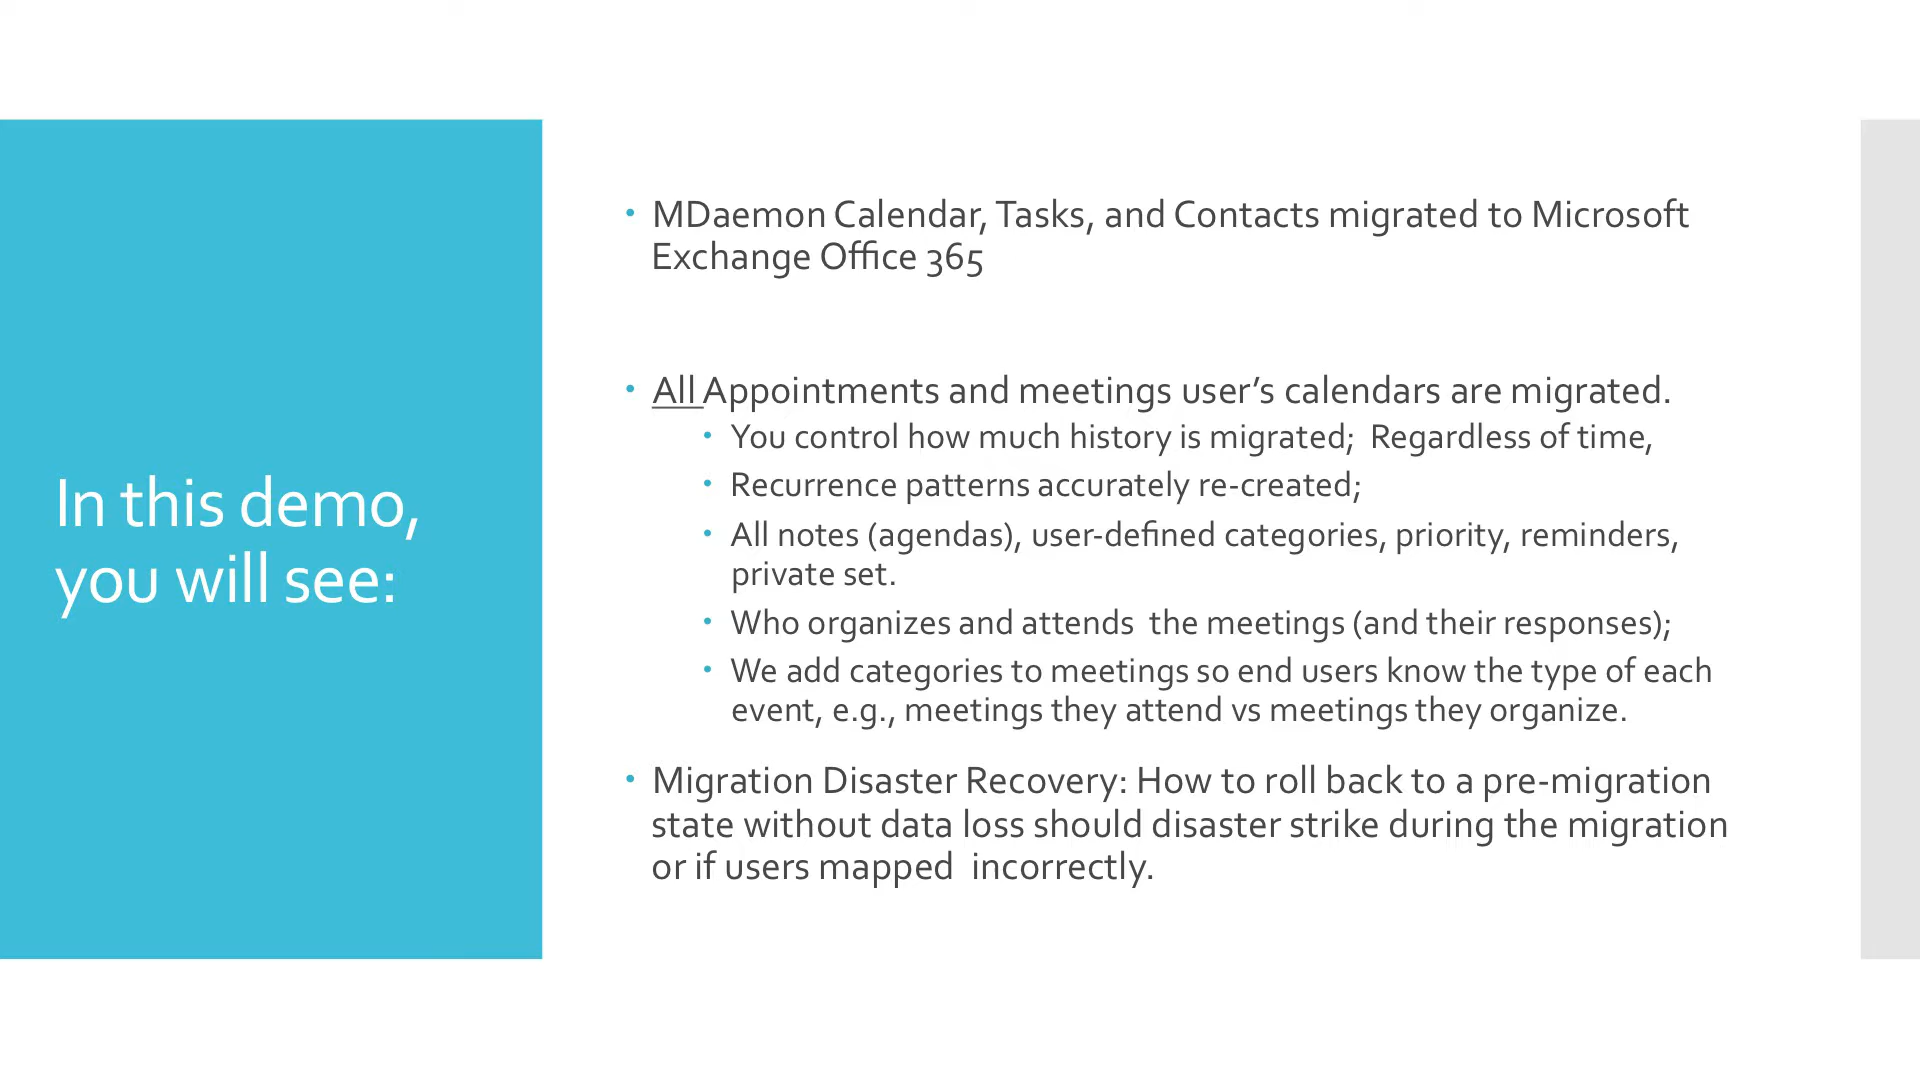 In this demo,
you will see:
• MDaemon Calendar, Tasks, and Contacts migrated to Microsoft
Exchange Office 365
• All Appointments and meetings user’s calendars are migrated.
• You control how much history is migrated;  Regardless of time,
• Recurrence patterns accurately re-created;
• All notes (agendas), user-defined categories, priority, reminders,
private set.
• Who organizes and attends  the meetings (and their responses);
• We add categories to meetings so end users know the type of each
event, e.g., meetings they attend vs meetings they organize.
• Migration Disaster Recovery: How to roll back to a pre-migration
state without data loss should disaster strike during the migration
or if users mapped  incorrectly.